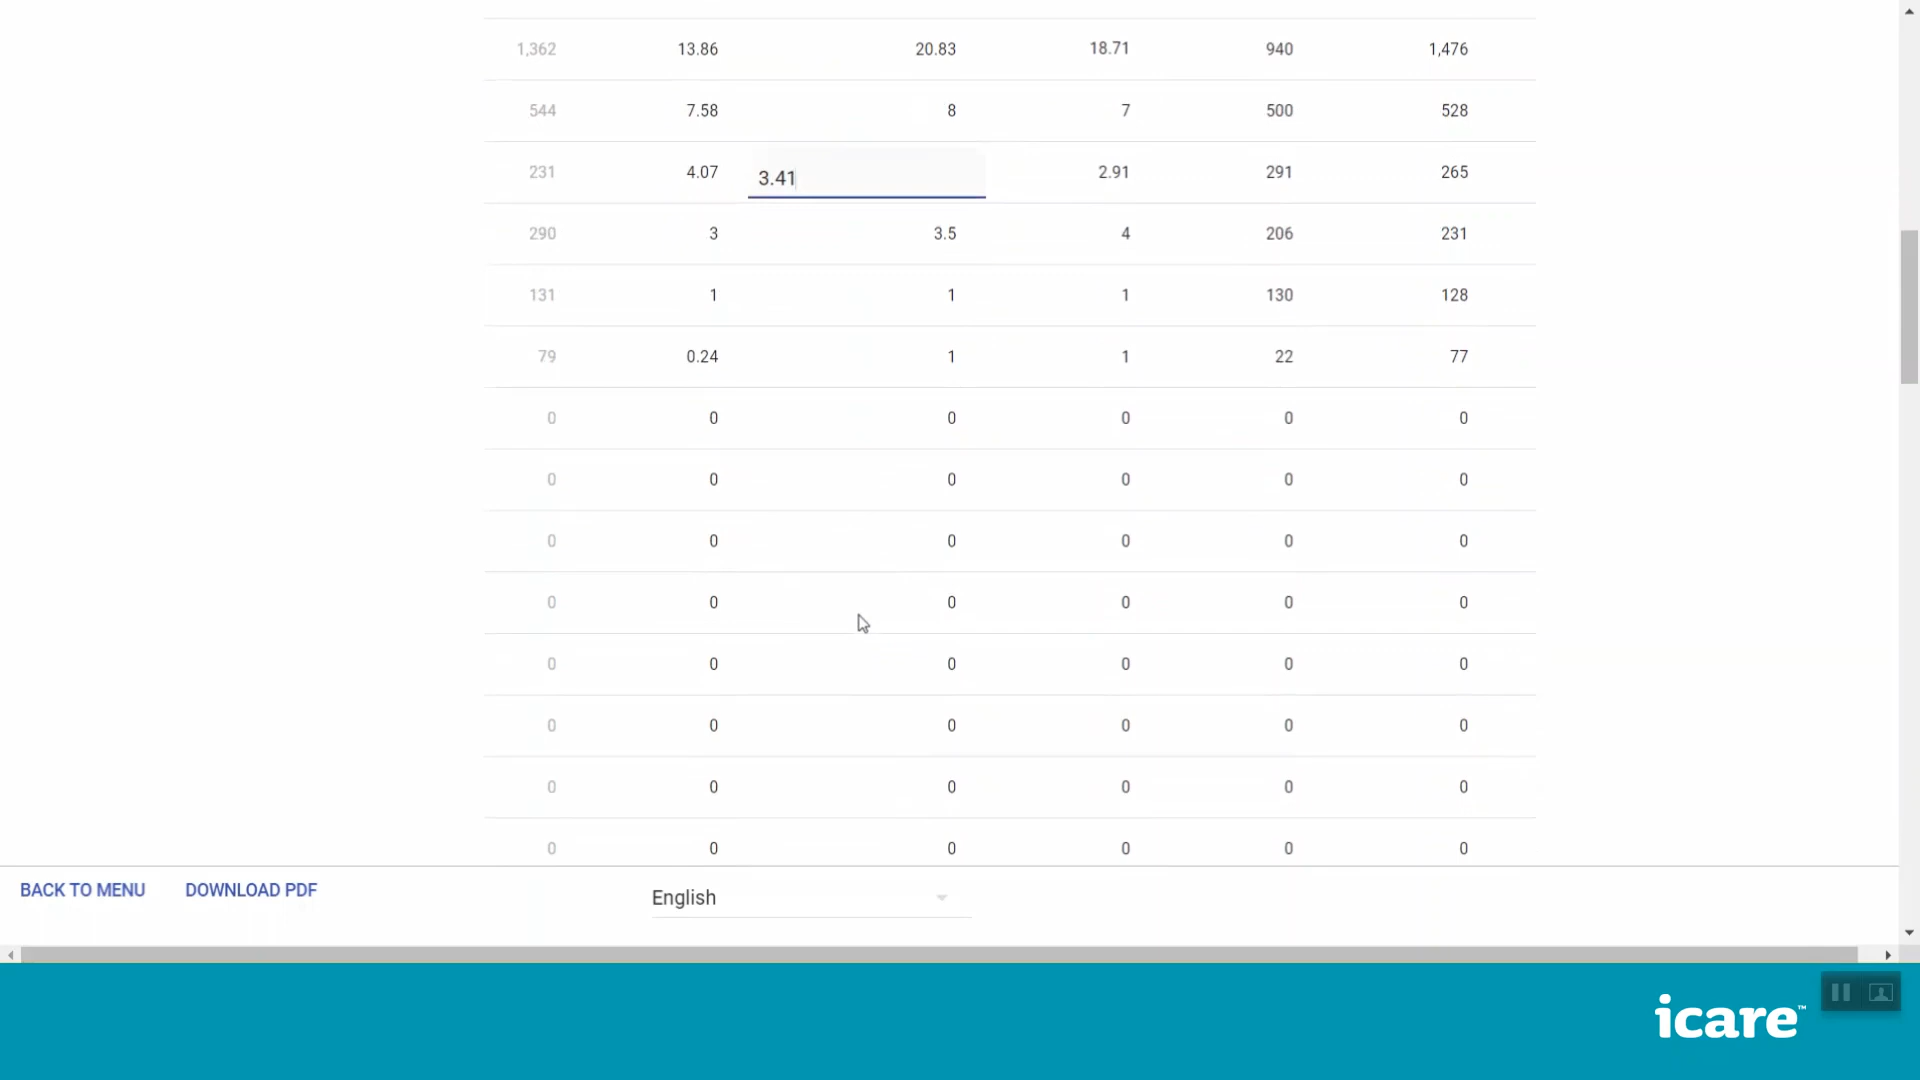 1,362 13.86 20.83 18.71 940 1,476
544 7.58 8 7 500 528
231 4.07 3.41 2.91 291 265
290 3 3.5 4 206 231
131 1 1 1 130 128
79 0.24 1 1 22 77
0 0 0 0 0 0
0 0 0 0 0 0
0 0 0 0 0 0
0 0 0 0 0 0
0 0 0 0 0 0
0 0 0 0 0 0
0 0 0 0 0 0
0 0 0 0 0 0
BACK TO MENU DOWNLOAD PDF English
icare™